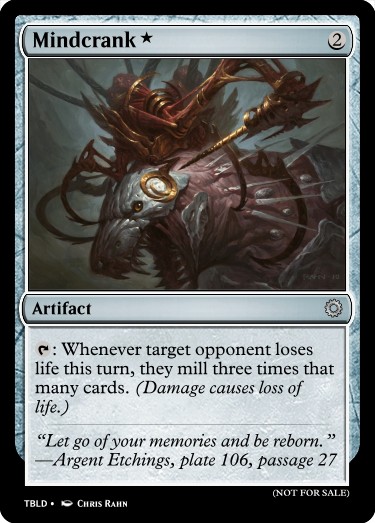 Mindcrank ★ 2
Artifact
T: Whenever target opponent loses
life this turn, they mill three times that
many cards. (Damage causes loss of
life.)
“Let go of your memories and be reborn.”
—Argent Etchings, plate 106, passage 27
TBLD • Chris Rahn
(NOT FOR SALE)